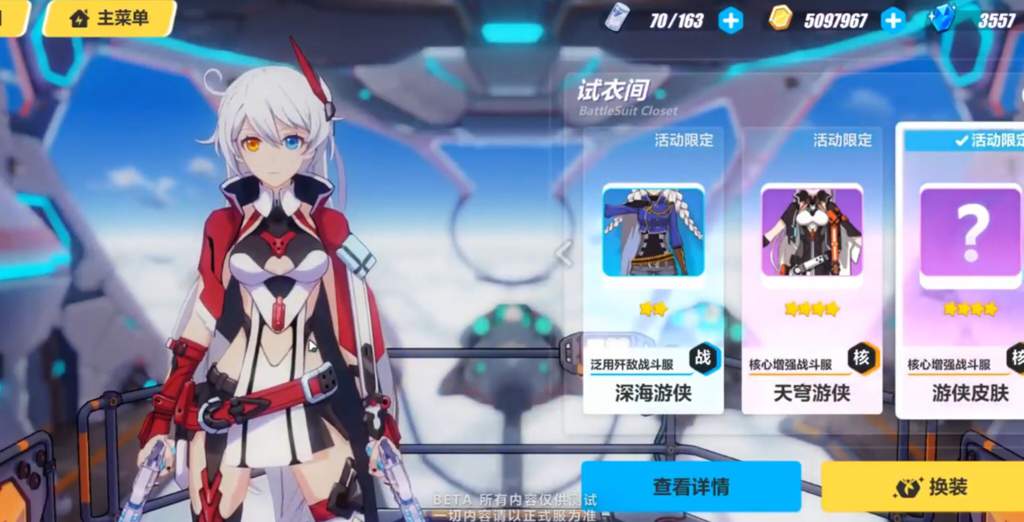 主菜单
70/163
5097967
3557
试衣间
BattleSuit Closet
活动限定
活动限定
活动限定
?
泛用歼敌战斗服
战
深海游侠
核心增强战斗服
核
天穹游侠
核心增强战斗服
核
游侠皮肤
查看详情
换装
BETA 所有内容仅供测试
一切内容请以正式服为准